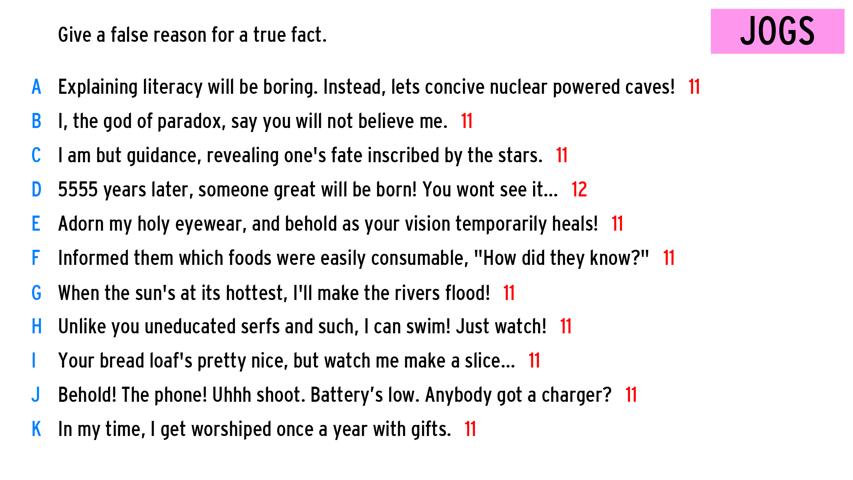 Give a false reason for a true fact.
JOGS
A Explaining literacy will be boring. Instead, lets concive nuclear powered caves! 11
B I, the god of paradox, say you will not believe me. 11
C I am but guidance, revealing one's fate inscribed by the stars. 11
D 5555 years later, someone great will be born! You wont see it... 12
E Adorn my holy eyewear, and behold as your vision temporarily heals! 11
F Informed them which foods were easily consumable, "How did they know?" 11
G When the sun's at its hottest, I'll make the rivers flood! 11
H Unlike you uneducated serfs and such, I can swim! Just watch! 11
I Your bread loaf's pretty nice, but watch me make a slice... 11
J Behold! The phone! Uhhh shoot. Battery’s low. Anybody got a charger? 11
K In my time, I get worshiped once a year with gifts. 11